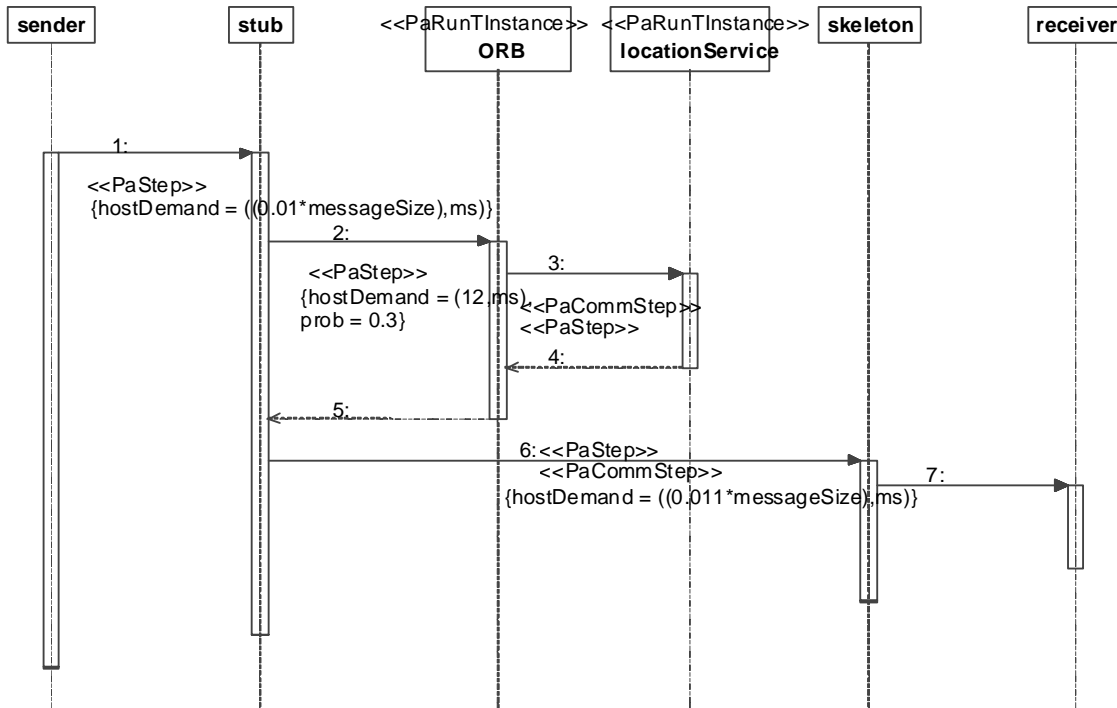 sender
stub
<<PaRunTInstance>>
ORB
<<PaRunTInstance>>
locationService
skeleton
receiver
1:
<<PaStep>>
{hostDemand = ((0.01*messageSize),ms)}
2:
<<PaStep>>
{hostDemand = (12,ms),
prob = 0.3}
3:
<<PaCommStep>>
<<PaStep>>
4:
5:
6:<<PaStep>>
<<PaCommStep>>
{hostDemand = ((0.011*messageSize),ms)}
7: